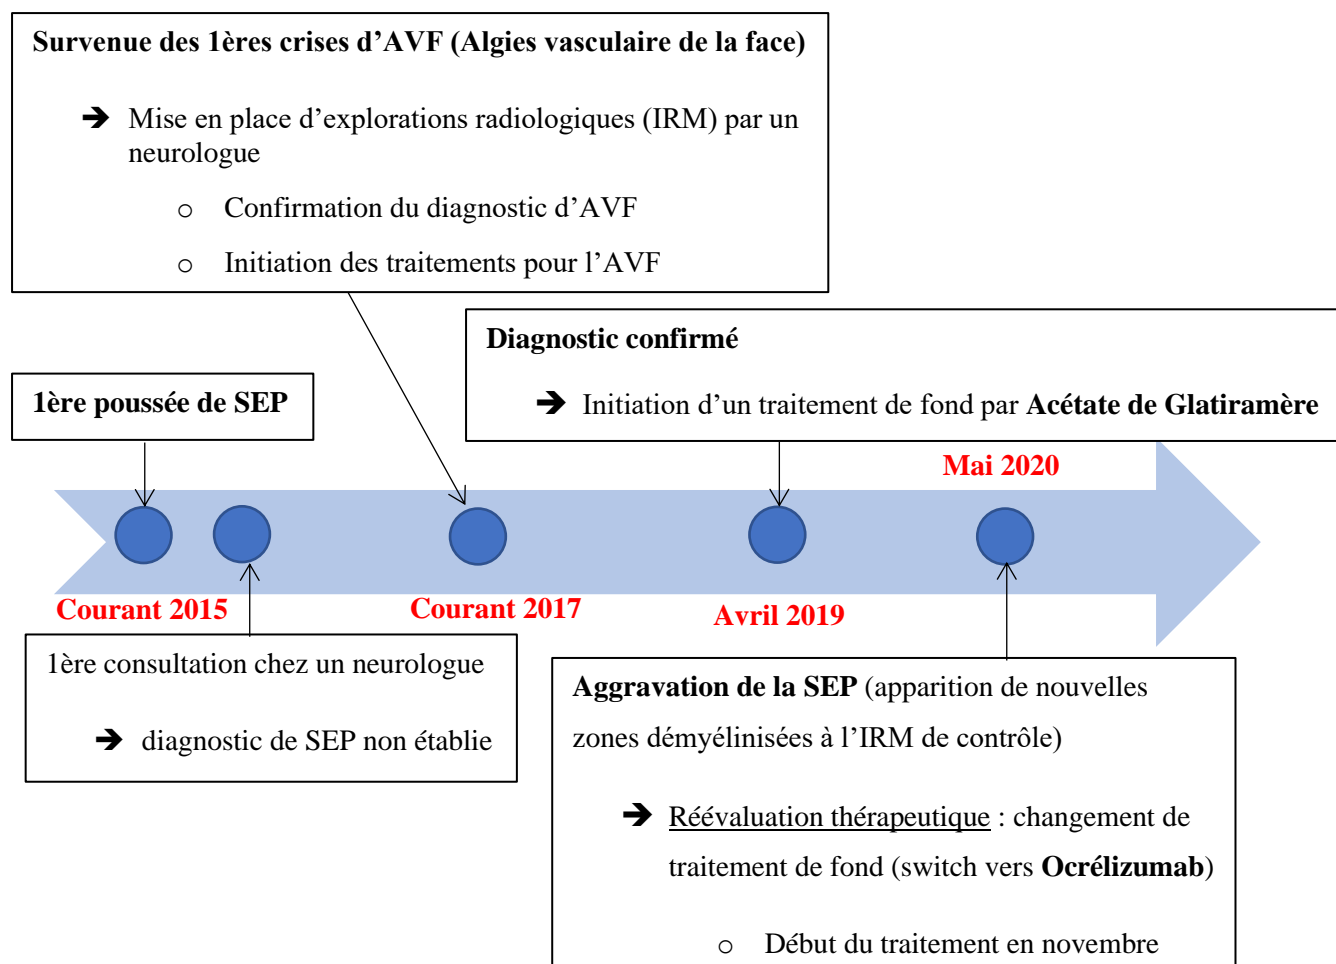 Survenue des 1ères crises d’AVF (Algies vasculaire de la face)
➔ Mise en place d’explorations radiologiques (IRM) par un
neurologue
o Confirmation du diagnostic d’AVF
o Initiation des traitements pour l’AVF
Diagnostic confirmé
➔ Initiation d’un traitement de fond par Acétate de Glatiramère
1ère poussée de SEP
Mai 2020
Courant 2015
Courant 2017
Avril 2019
1ère consultation chez un neurologue
➔ diagnostic de SEP non établie
Aggravation de la SEP (apparition de nouvelles
zones démyélinisées à l’IRM de contrôle)
➔ Réévaluation thérapeutique : changement de
traitement de fond (switch vers Ocrélizumab)
o Début du traitement en novembre